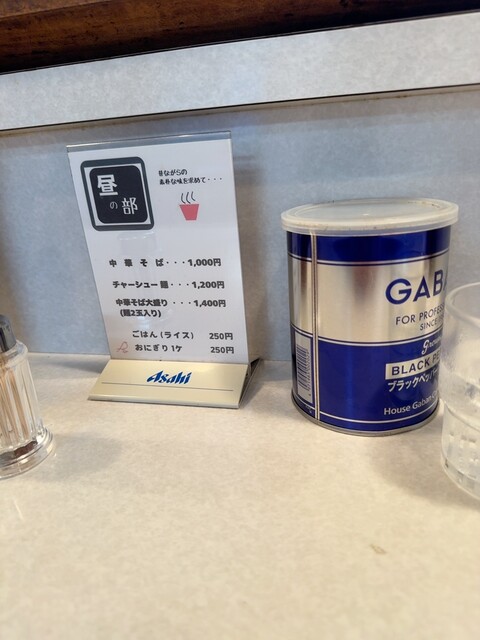 昼
の部
昔ながらの
素朴な味を求めて・・・
中華そば・・・1,000円
チャーシュー麺・・・1,200円
中華そば大盛り・・・1,400円
(麺2玉入り)
ごはん(ライス) 250円
おにぎり1ケ 250円
Asahi
GABA
FOR PROFESS
SINCE
BLACK PE
ブラックペッパー
House Gaban